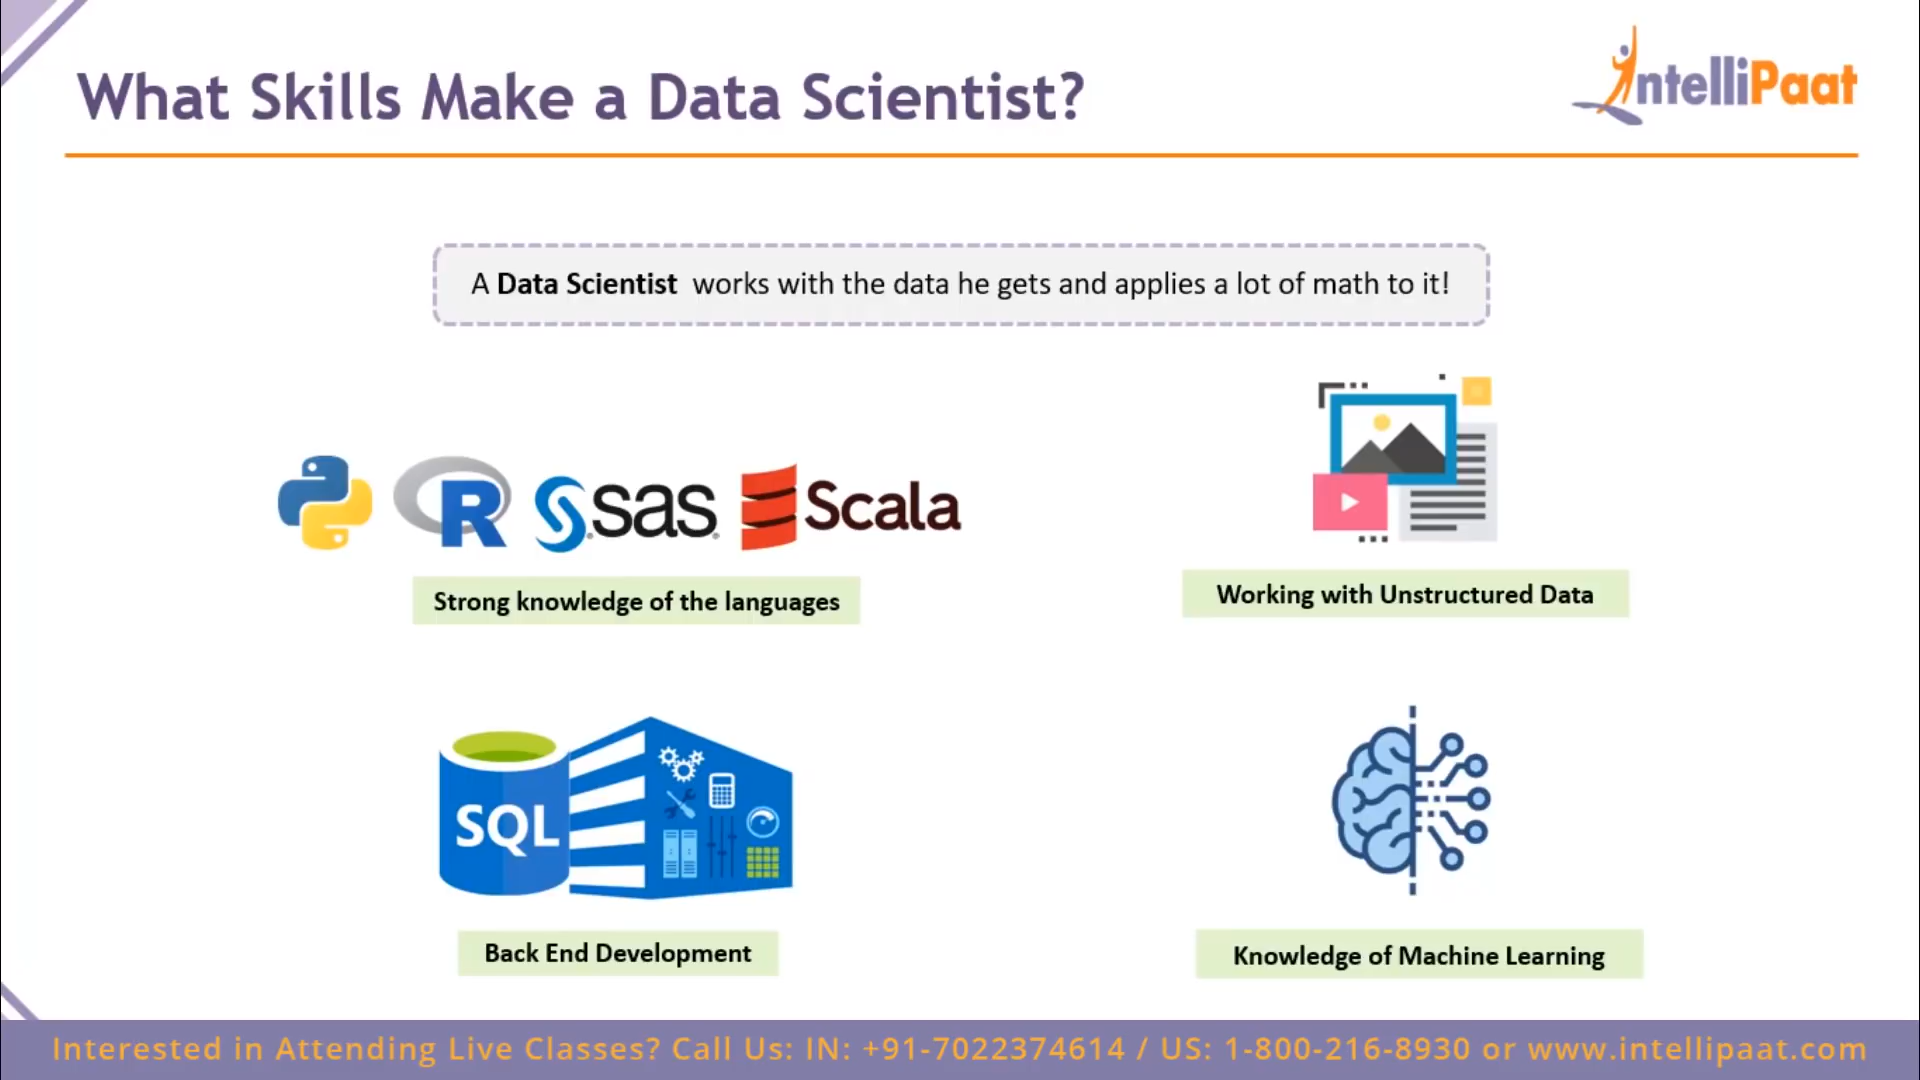 What Skills Make a Data Scientist?
IntelliPaat
A Data Scientist works with the data he gets and applies a lot of math to it!
R sas Scala
Strong knowledge of the languages
Working with Unstructured Data
SQL
Back End Development
Knowledge of Machine Learning
Interested in Attending Live Classes? Call Us: IN: +91-7022374614 / US: 1-800-216-8930 or www.intellipaat.com